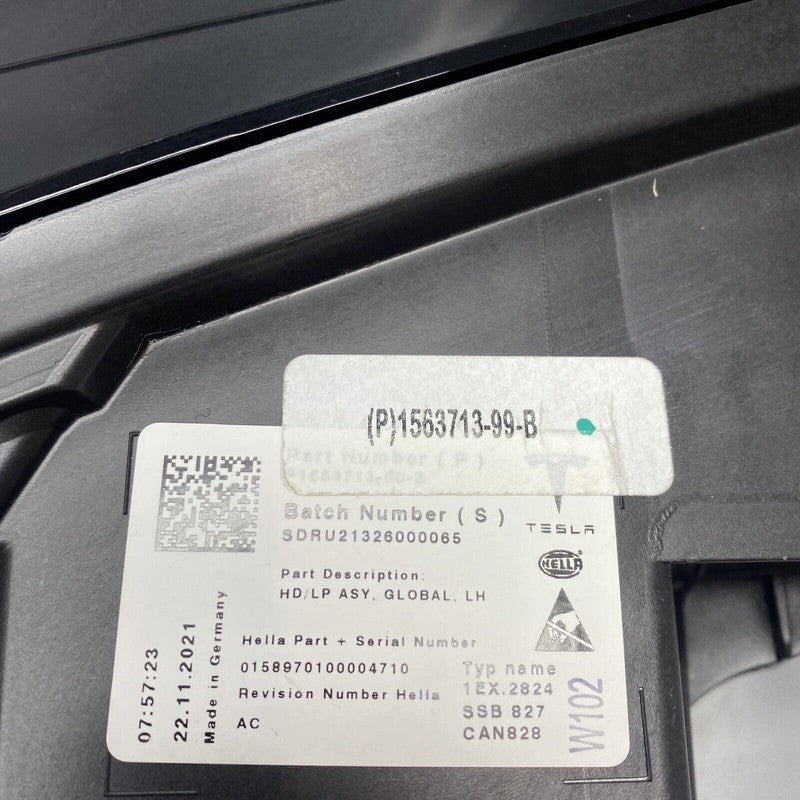 (P)1563713-99-B
Part Number ( P )
Batch Number ( S )
SDRU21326000065
TESLA
HELLA
Part Description:
HD/LP ASY, GLOBAL, LH
Hella Part + Serial Number
0158970100004710
Revision Number Hella
AC
Typ name
1EX.2824
SSB 827
CAN828
W102
07:57:23
22.11.2021
Made in Germany